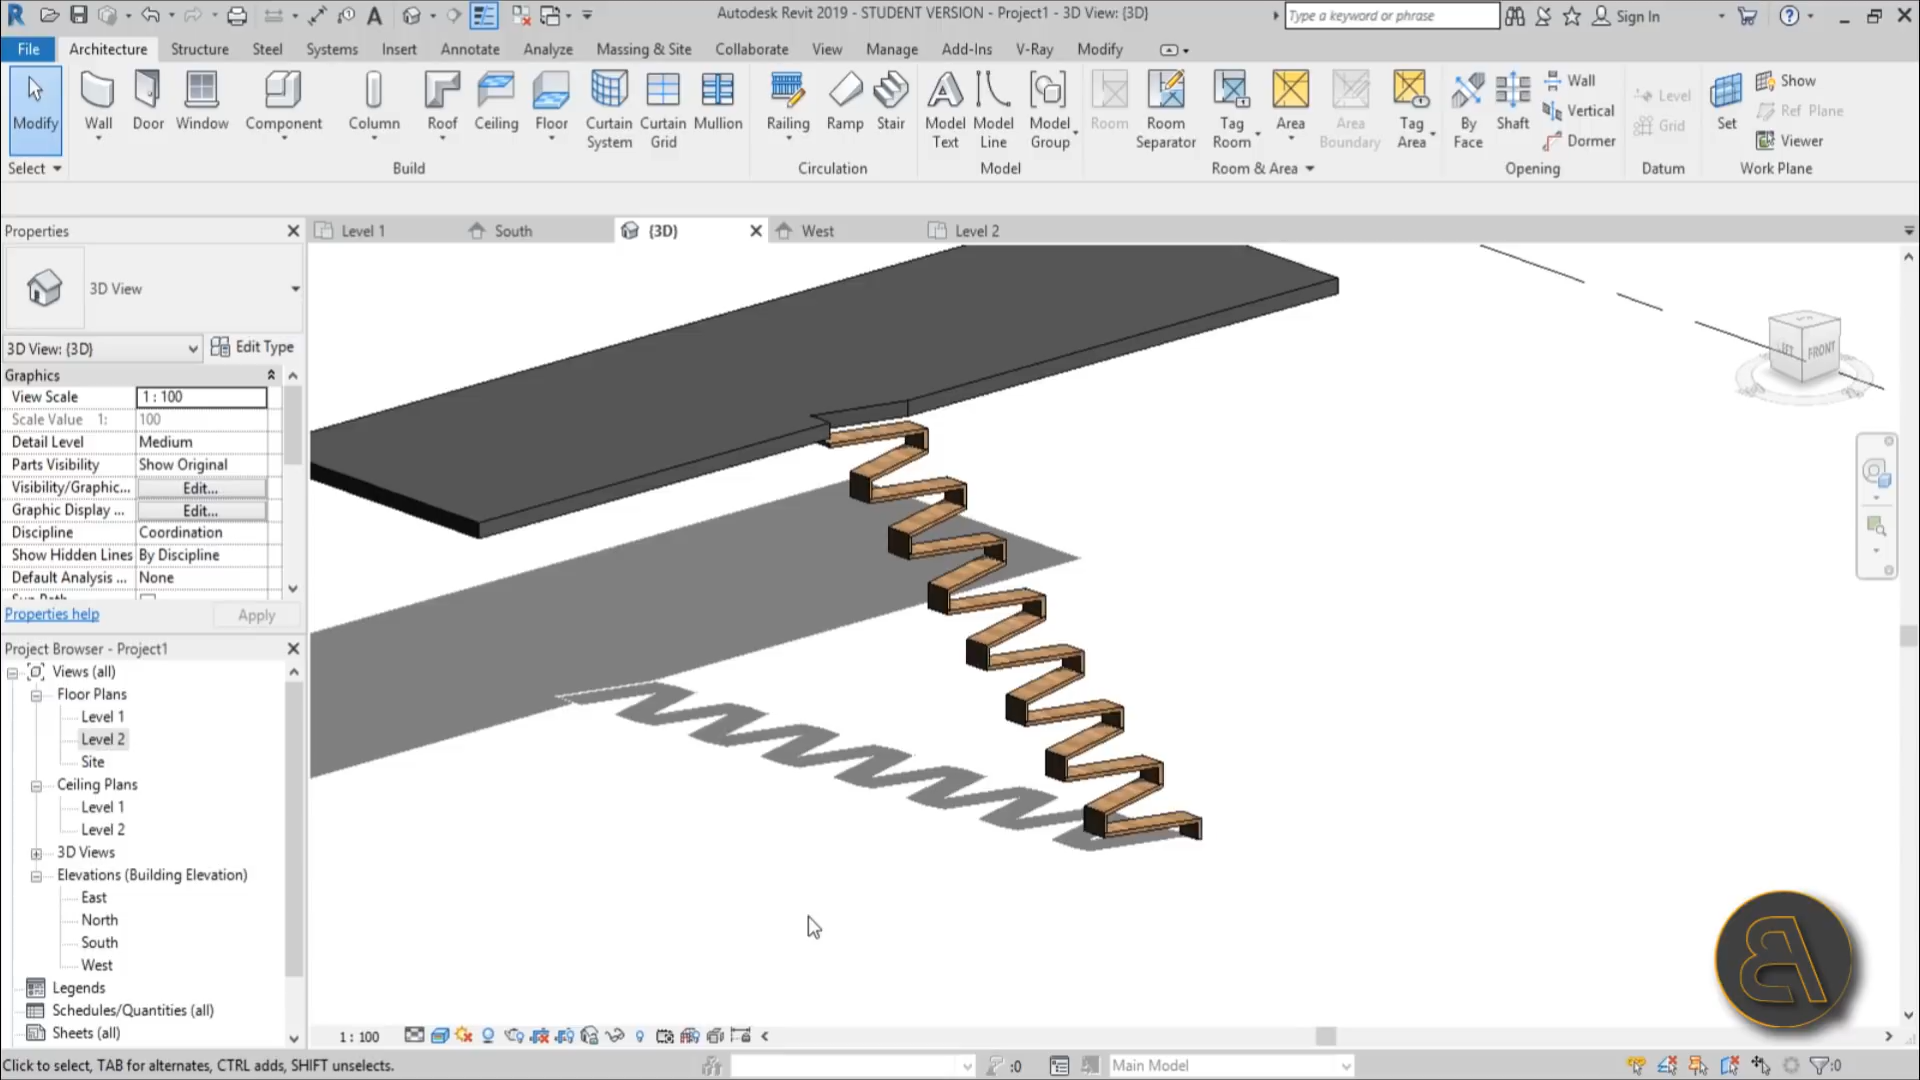 Autodesk Revit 2019 - STUDENT VERSION - Project1 - 3D View: {3D}
Type a keyword or phrase
Sign In
File Architecture Structure Steel Systems Insert Annotate Analyze Massing & Site Collaborate View Manage Add-Ins V-Ray Modify
Modify Wall Door Window Component Column Roof Ceiling Floor Curtain System Curtain Grid Mullion Railing Ramp Stair Model Text Model Line Model Group Room Room Separator Tag Room Area Area Boundary Tag Area By Face Shaft Wall Vertical Dormer Level Grid Set Show Ref Plane Viewer
Select Build Circulation Model Room & Area Opening Datum Work Plane
Properties
Level 1 South {3D} West Level 2
3D View
3D View: {3D} Edit Type
Graphics
View Scale 1 : 100
Scale Value 1: 100
Detail Level Medium
Parts Visibility Show Original
Visibility/Graphic... Edit...
Graphic Display ... Edit...
Discipline Coordination
Show Hidden Lines By Discipline
Default Analysis ... None
Properties help Apply
Project Browser - Project1
Views (all)
Floor Plans
Level 1
Level 2
Site
Ceiling Plans
Level 1
Level 2
3D Views
Elevations (Building Elevation)
East
North
South
West
Legends
Schedules/Quantities (all)
Sheets (all)
FRONT
1 : 100
Click to select, TAB for alternates, CTRL adds, SHIFT unselects.
:0
Main Model
:0